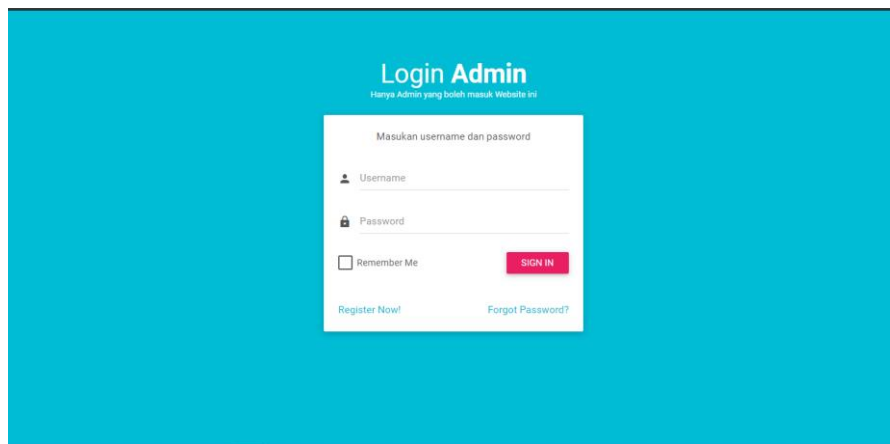 Login Admin
Hanya Admin yang boleh masuk Website ini
Masukan username dan password
Username
Password
Remember Me
SIGN IN
Register Now!
Forgot Password?